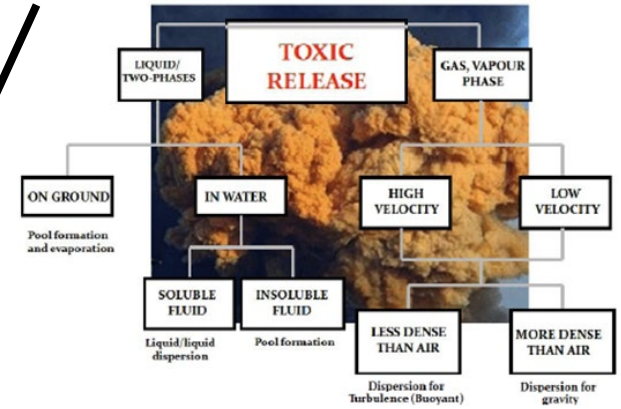 TOXIC
RELEASE
LIQUID/
TWO-PHASES
GAS, VAPOUR
PHASE
ON GROUND
Pool formation
and evaporation
IN WATER
HIGH
VELOCITY
LOW
VELOCITY
SOLUBLE
FLUID
Liquid/liquid
dispersion
INSOLUBLE
FLUID
Pool formation
LESS DENSE
THAN AIR
Dispersion for
Turbulence (Buoyant)
MORE DENSE
THAN AIR
Dispersion for
gravity